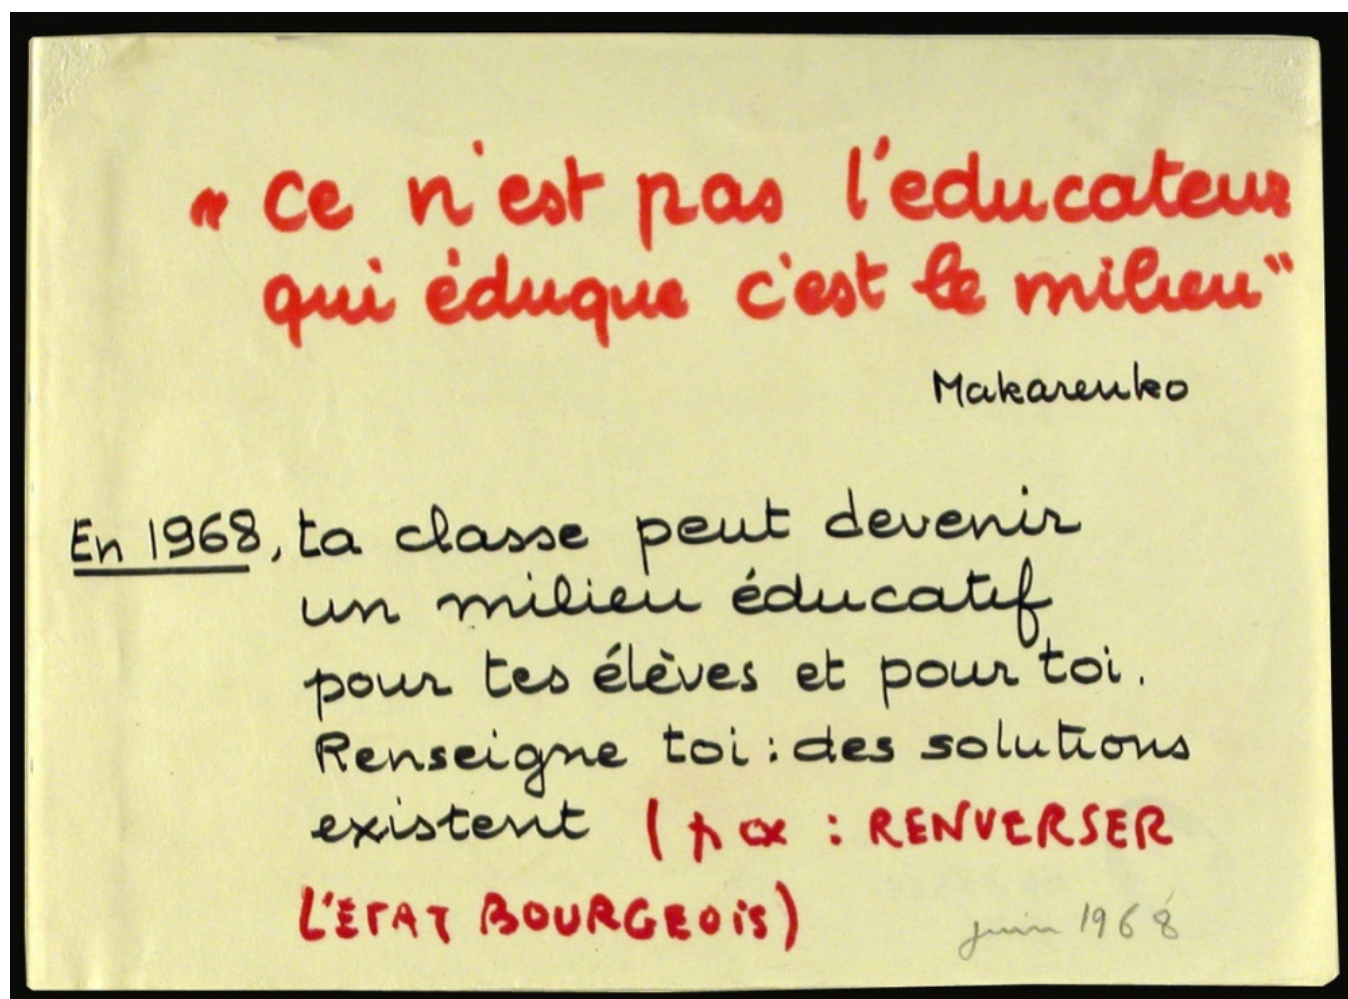 " Ce n'est pas l'educateur
qui éduque c'est le milieu "
Makarenko
En 1968, ta classe peut devenir
un milieu éducatif
pour tes élèves et pour toi.
Renseigne toi : des solutions
existent ( p ex : RENVERSER
L'ÉTAT BOURGEOIS)
juin 1968